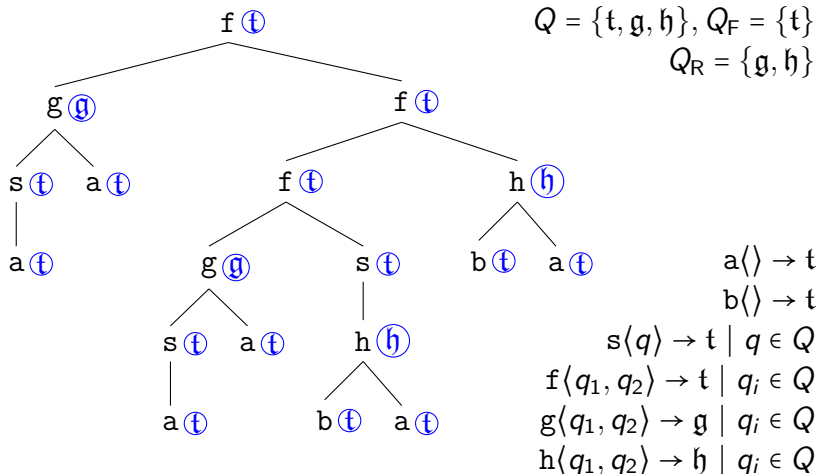 f 𝔱
Q = {𝔱, 𝔤, 𝔥}, Q_F = {𝔱}
Q_R = {𝔤, 𝔥}
g 𝔤 f 𝔱
s 𝔱 a 𝔱 f 𝔱 h 𝔥
a 𝔱 g 𝔤 s 𝔱 b 𝔱 a 𝔱
a⟨⟩ → 𝔱
b⟨⟩ → 𝔱
s 𝔱 a 𝔱 h 𝔥
s⟨q⟩ → 𝔱 | q ∈ Q
f⟨q₁, q₂⟩ → 𝔱 | qᵢ ∈ Q
a 𝔱 b 𝔱 a 𝔱
g⟨q₁, q₂⟩ → 𝔤 | qᵢ ∈ Q
h⟨q₁, q₂⟩ → 𝔥 | qᵢ ∈ Q